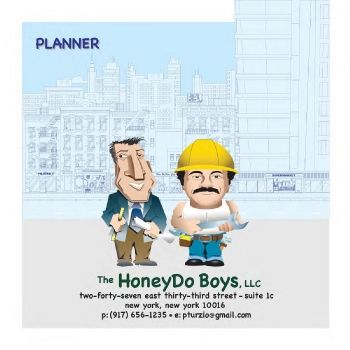 PLANNER
The HoneyDo Boys, LLC
two-forty-seven east thirty-third street - suite 1c
new york, new york 10016
p: (917) 656-1235 • e: pturzio@gmail.com